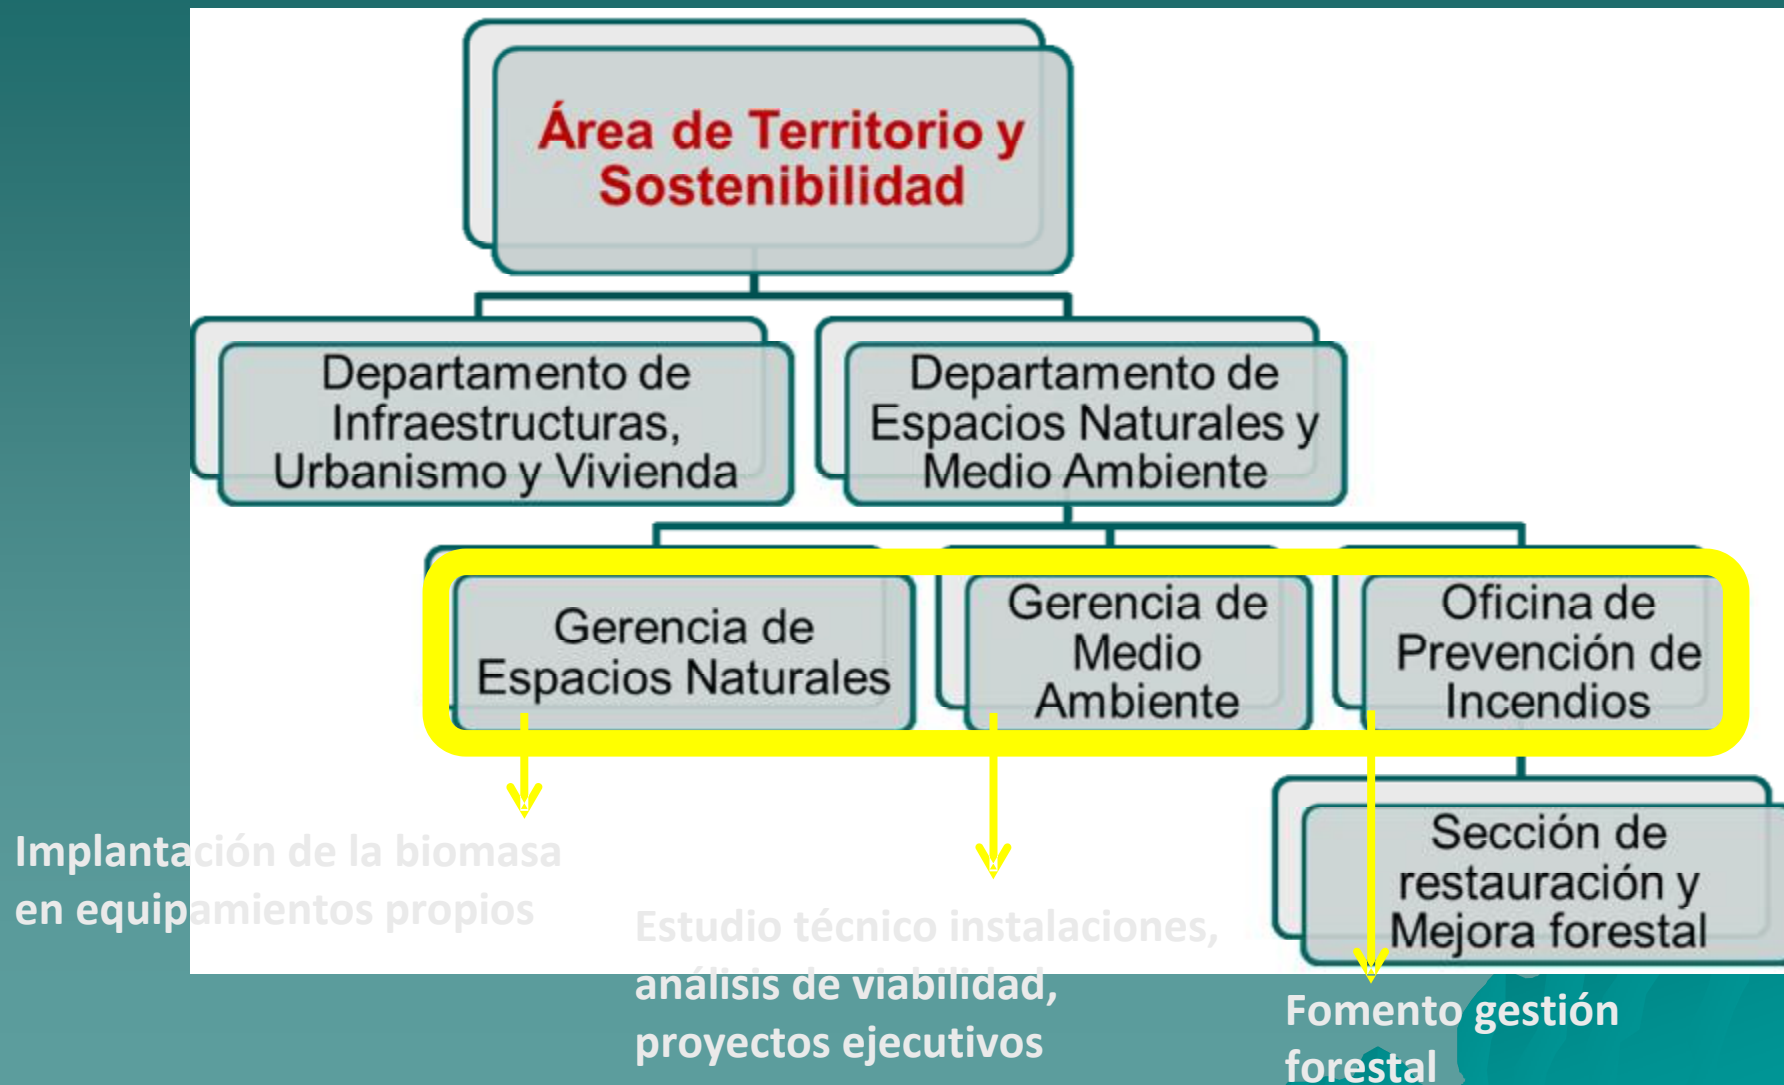 Área de Territorio y
Sostenibilidad
Departamento de
Infraestructuras,
Urbanismo y Vivienda
Departamento de
Espacios Naturales y
Medio Ambiente
Gerencia de
Espacios Naturales
Gerencia de
Medio
Ambiente
Oficina de
Prevención de
Incendios
Sección de
restauración y
Mejora forestal
Implantación de la biomasa
en equipamientos propios
Estudio técnico instalaciones,
análisis de viabilidad,
proyectos ejecutivos
Fomento gestión
forestal